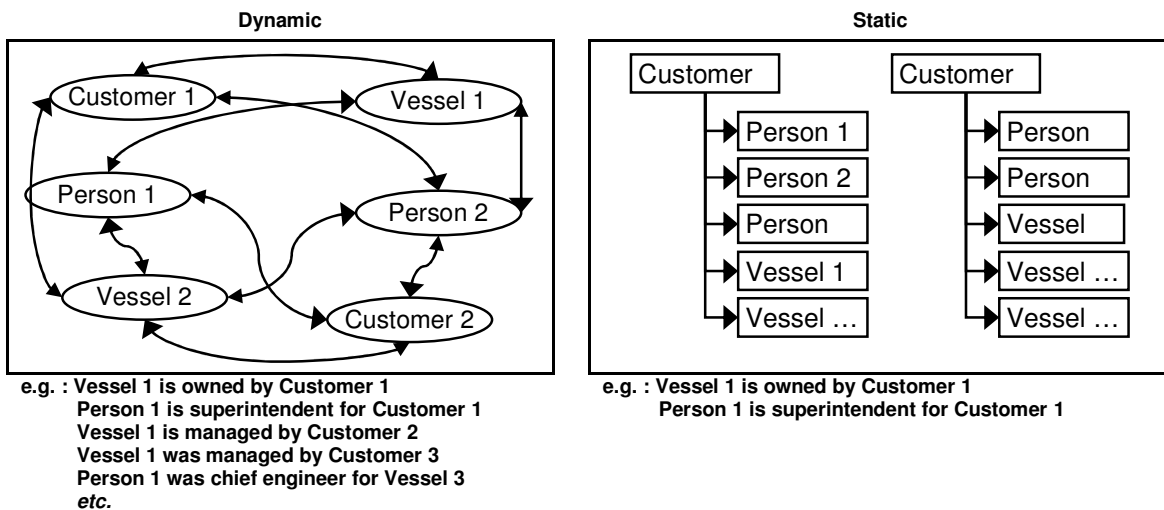 Dynamic
Customer 1
Vessel 1
Person 1
Person 2
Vessel 2
Customer 2
e.g. : Vessel 1 is owned by Customer 1
Person 1 is superintendent for Customer 1
Vessel 1 is managed by Customer 2
Vessel 1 was managed by Customer 3
Person 1 was chief engineer for Vessel 3
etc.
Static
Customer
Person 1
Person 2
Person
Vessel 1
Vessel …
Customer
Person
Person
Vessel
Vessel …
Vessel …
e.g. : Vessel 1 is owned by Customer 1
Person 1 is superintendent for Customer 1